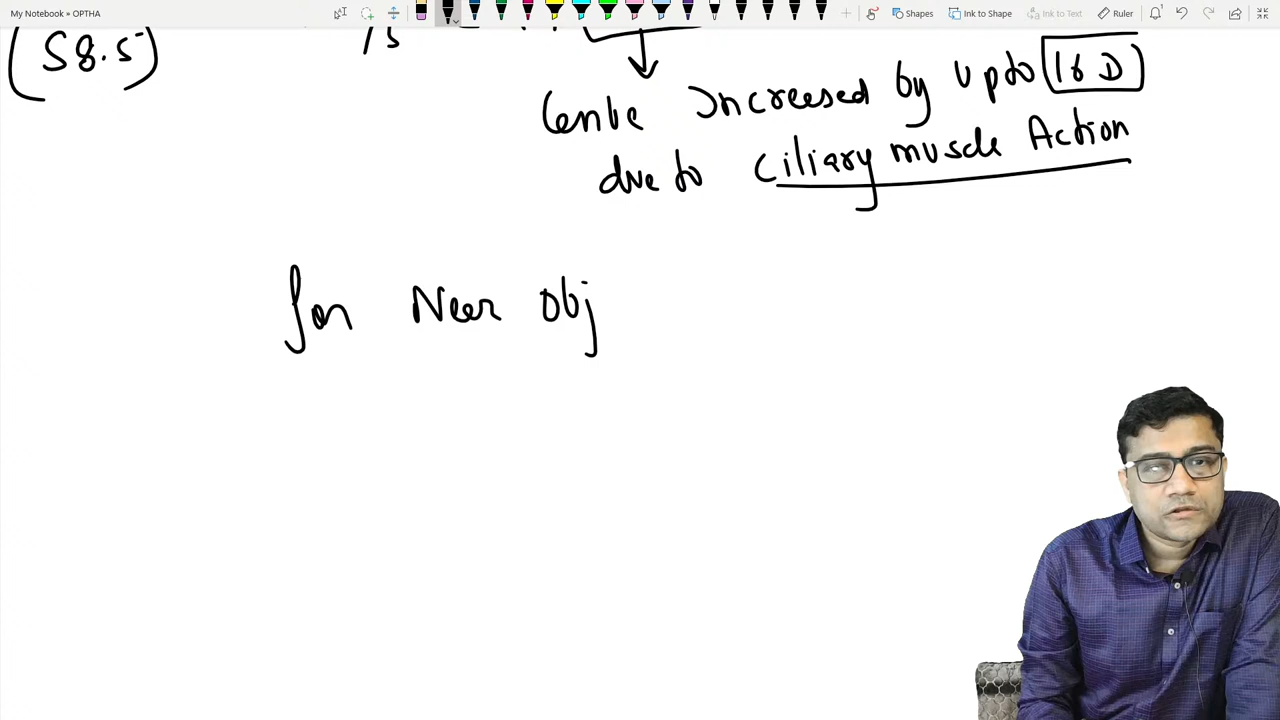 My Notebook » OPTHA
Shapes Ink to Shape Ink to Text Ruler
(58.5)
Increased by upto 16 D
due to ciliary muscle Action
for Near Obj